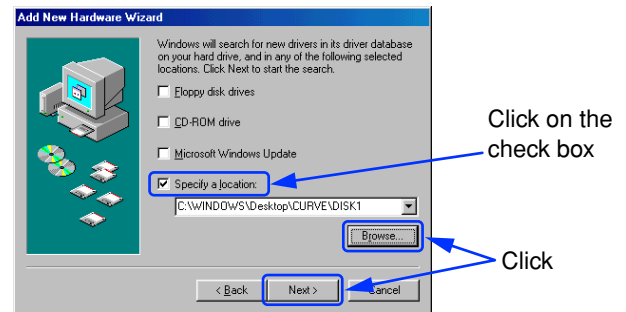 Add New Hardware Wizard
Windows will search for new drivers in its driver database
on your hard drive, and in any of the following selected
locations. Click Next to start the search.
Floppy disk drives
CD-ROM drive
Microsoft Windows Update
Specify a location:
C:\WINDOWS\Desktop\CURVE\DISK1
Browse...
< Back
Next >
Cancel
Click on the
check box
Click